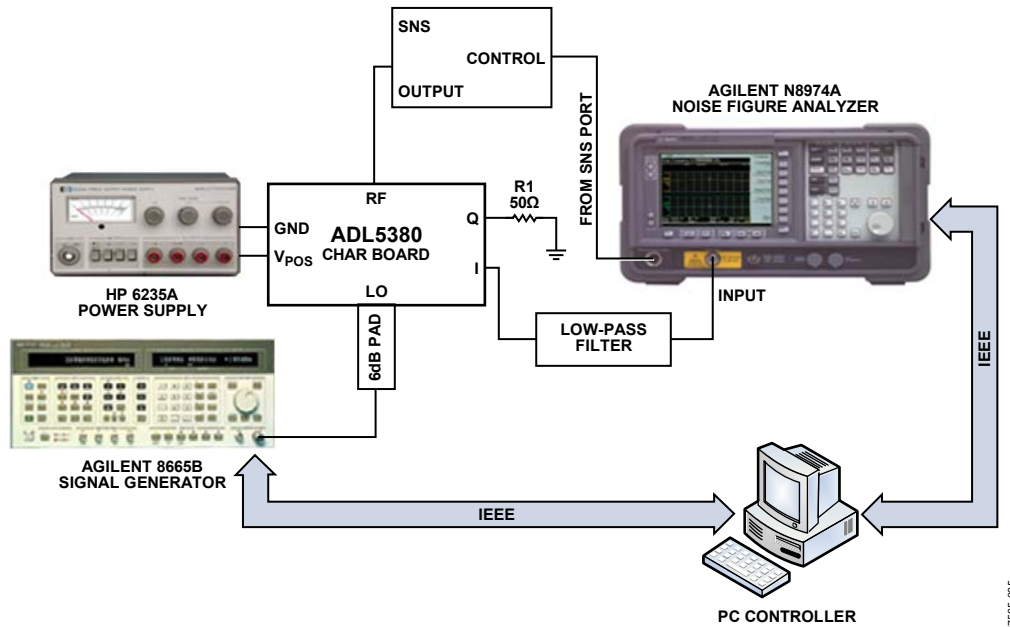 SNS
CONTROL
OUTPUT
FROM SNS PORT
AGILENT N8974A
NOISE FIGURE ANALYZER
RF
GND
VPOS
ADL5380
CHAR BOARD
Q
I
LO
R1
50Ω
HP 6235A
POWER SUPPLY
6dB PAD
LOW-PASS
FILTER
INPUT
IEEE
AGILENT 8665B
SIGNAL GENERATOR
IEEE
PC CONTROLLER